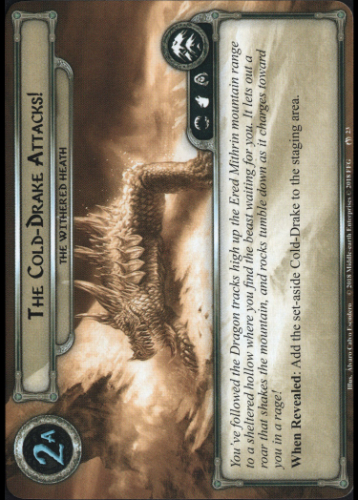 2A
THE COLD-DRAKE ATTACKS!
THE WITHERED HEATH
You've followed the Dragon tracks high up the Ered Mithrin mountain range
to a sheltered hollow where you find the beast waiting for you. It lets out a
roar that shakes the mountain, and rocks tumble down as it charges toward
you in a rage!
When Revealed: Add the set-aside Cold-Drake to the staging area.
Illus. Álvaro Calvo Escudero © 2018 Middle-earth Enterprises © 2018 FFG 23